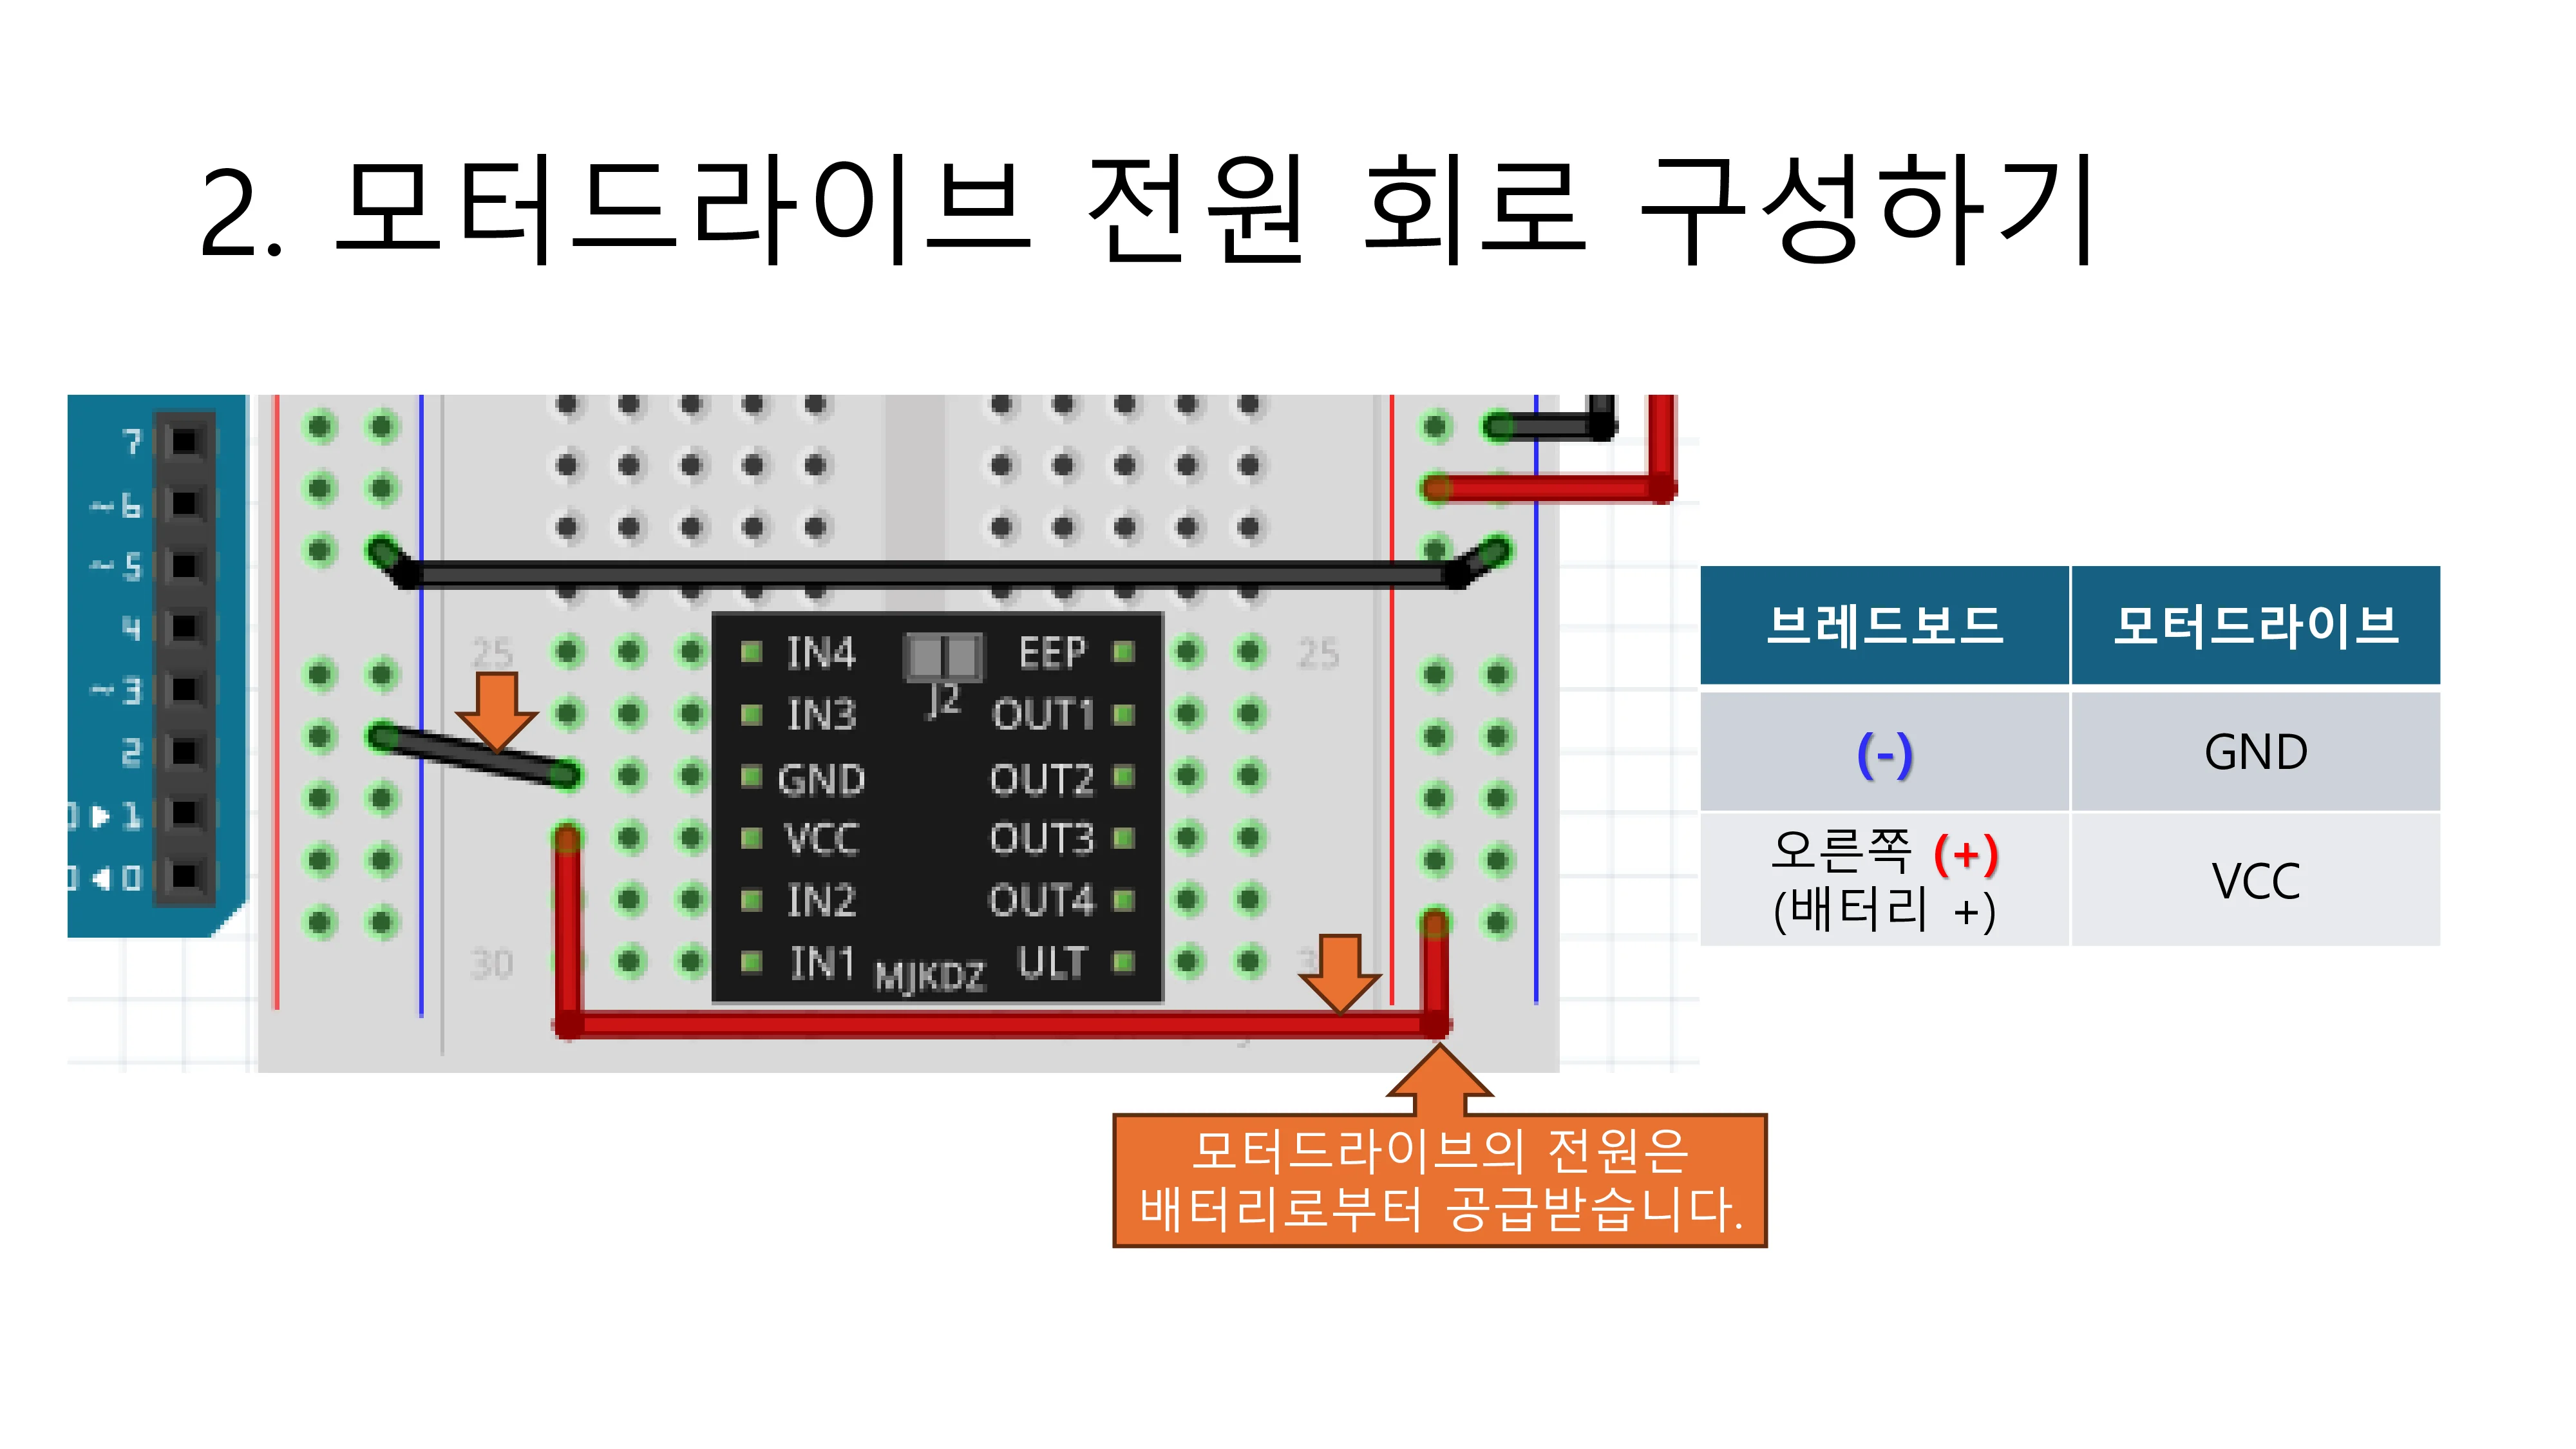 2. 모터드라이브 전원 회로 구성하기
7
~6
~5
4
~3
2
▶1
◀0
25
30
IN4
IN3
GND
VCC
IN2
IN1
J2
MJKDZ
EEP
OUT1
OUT2
OUT3
OUT4
ULT
25
브레드보드 모터드라이브
(-) GND
오른쪽 (+)
(배터리 +)
VCC
모터드라이브의 전원은
배터리로부터 공급받습니다.